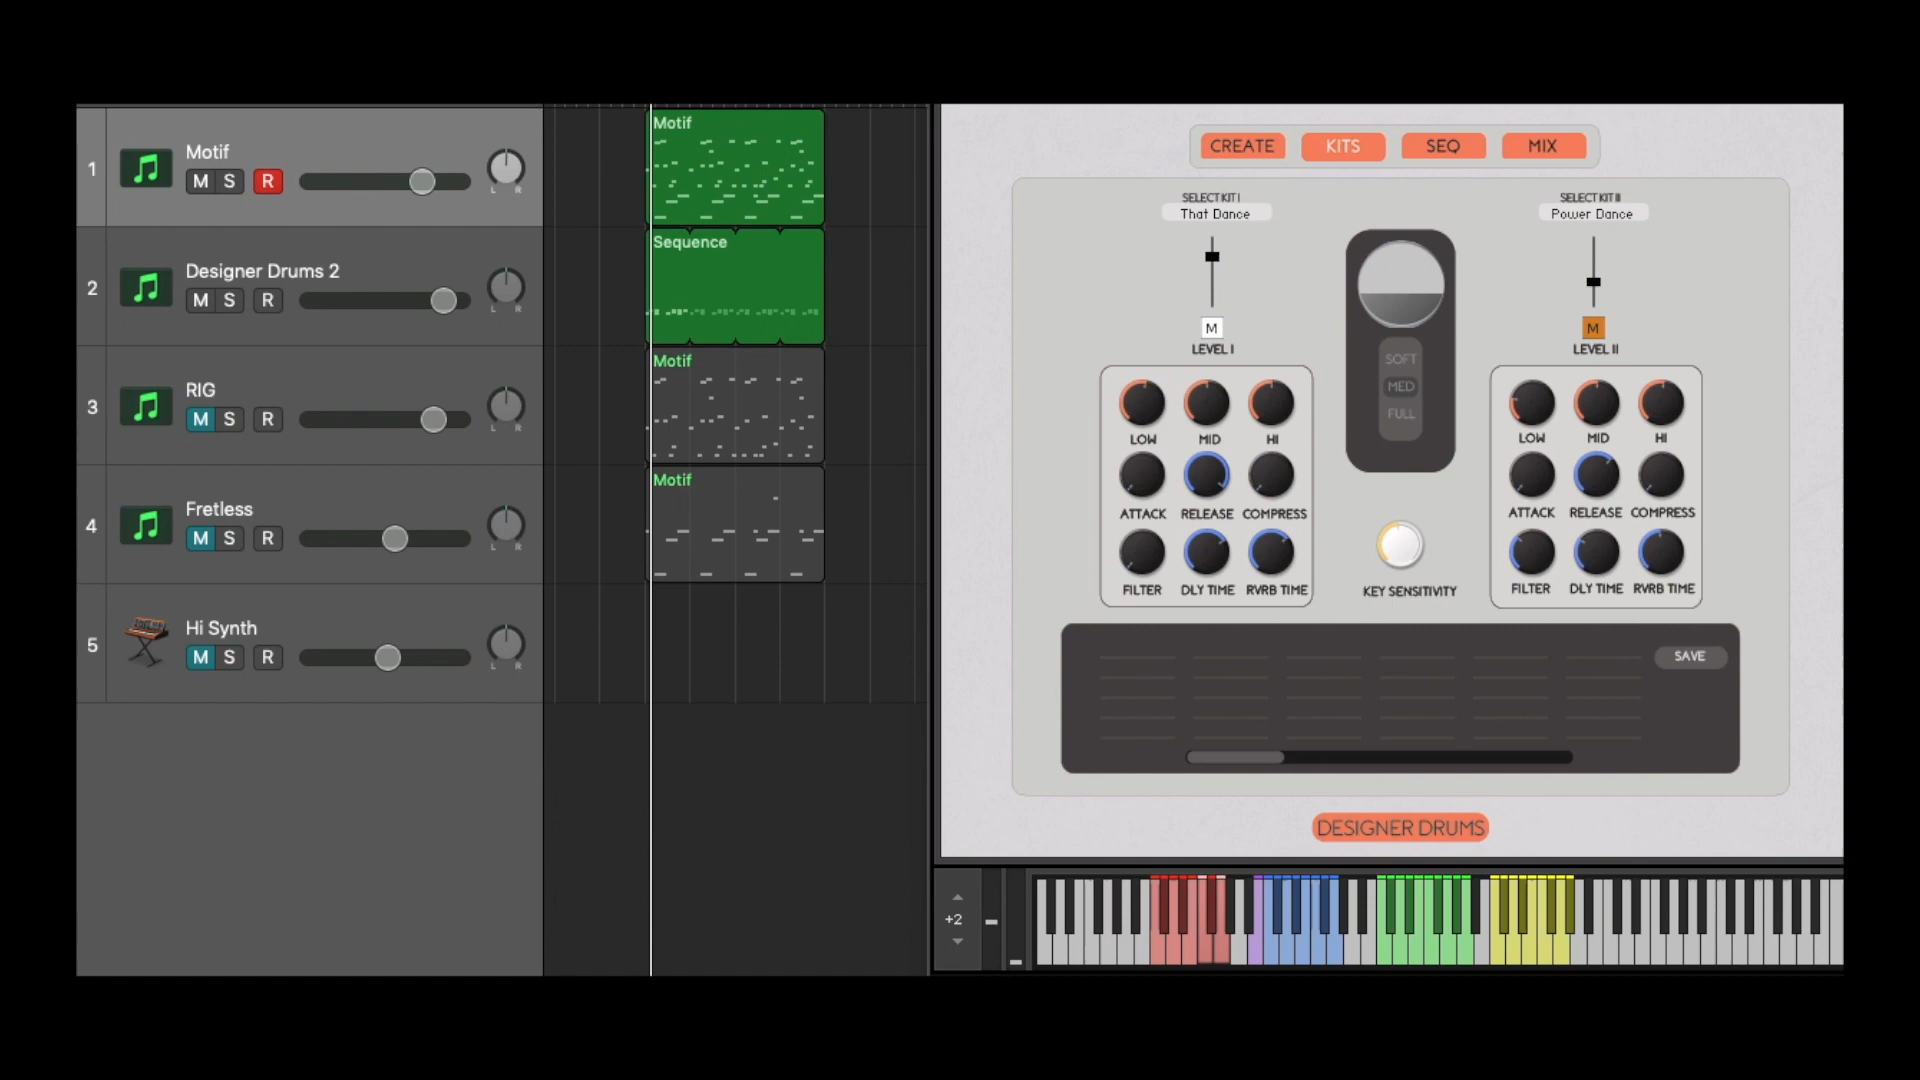 1
Motif
M S R
L R
2
Designer Drums 2
M S R
L R
3
RIG
M S R
L R
4
Fretless
M S R
L R
5
Hi Synth
M S R
L R
Motif
Sequence
Motif
Motif
CREATE KITS SEQ MIX
SELECT KIT I
That Dance
M
LEVEL I
LOW MID HI
ATTACK RELEASE COMPRESS
FILTER DLY TIME RVRB TIME
SOFT
MED
FULL
KEY SENSITIVITY
SELECT KIT II
Power Dance
M
LEVEL II
LOW MID HI
ATTACK RELEASE COMPRESS
FILTER DLY TIME RVRB TIME
SAVE
DESIGNER DRUMS
+2